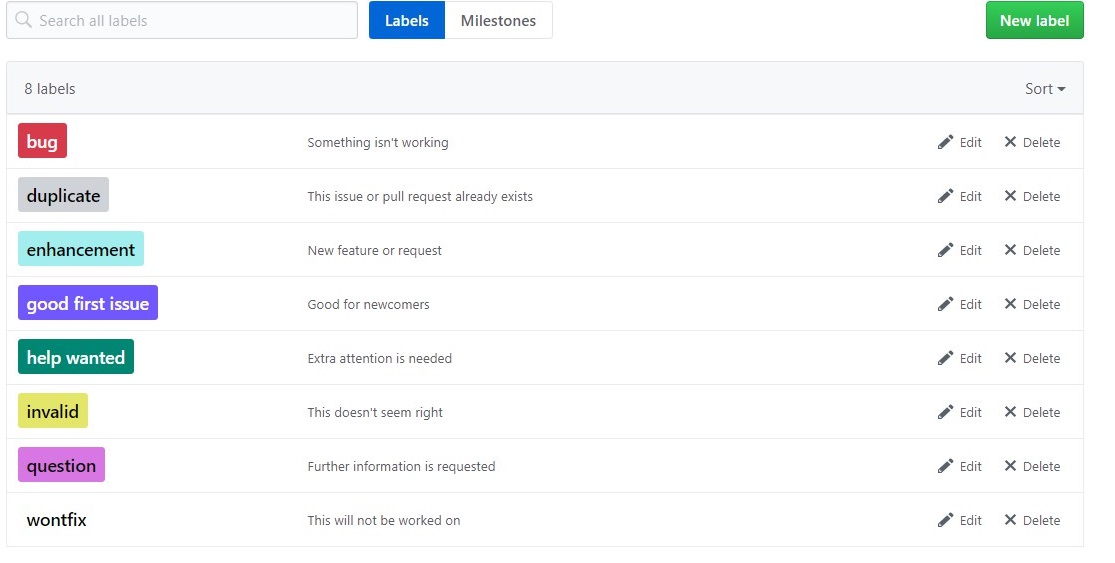 Search all labels Labels Milestones New label
8 labels Sort
bug Something isn't working Edit Delete
duplicate This issue or pull request already exists Edit Delete
enhancement New feature or request Edit Delete
good first issue Good for newcomers Edit Delete
help wanted Extra attention is needed Edit Delete
invalid This doesn't seem right Edit Delete
question Further information is requested Edit Delete
wontfix This will not be worked on Edit Delete